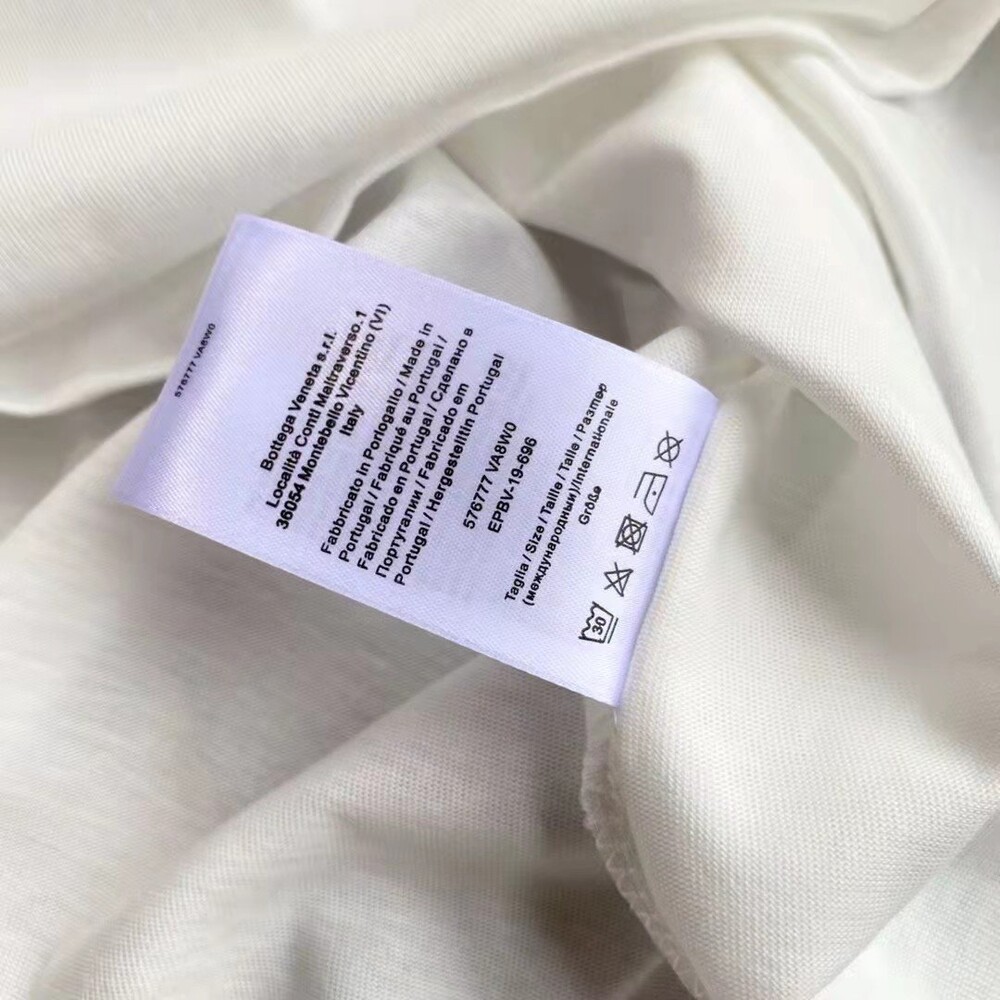 576777 VA8W0
Bottega Veneta s.r.l.
Località Conti Maltraverso.1
36054 Montebello Vicentino (VI)
Italy
Fabbricato in Portogallo / Made in
Portugal / Fabriqué au Portugal /
Fabricado en Portugal / Сделано в
Португалии / Fabricado em
Portugal / Hergestelltin Portugal
576777 VA8W0
EPBV-19-696
Taglia / Size / Taille / Talle / Размер
(международный)/Internationale
Größe
30